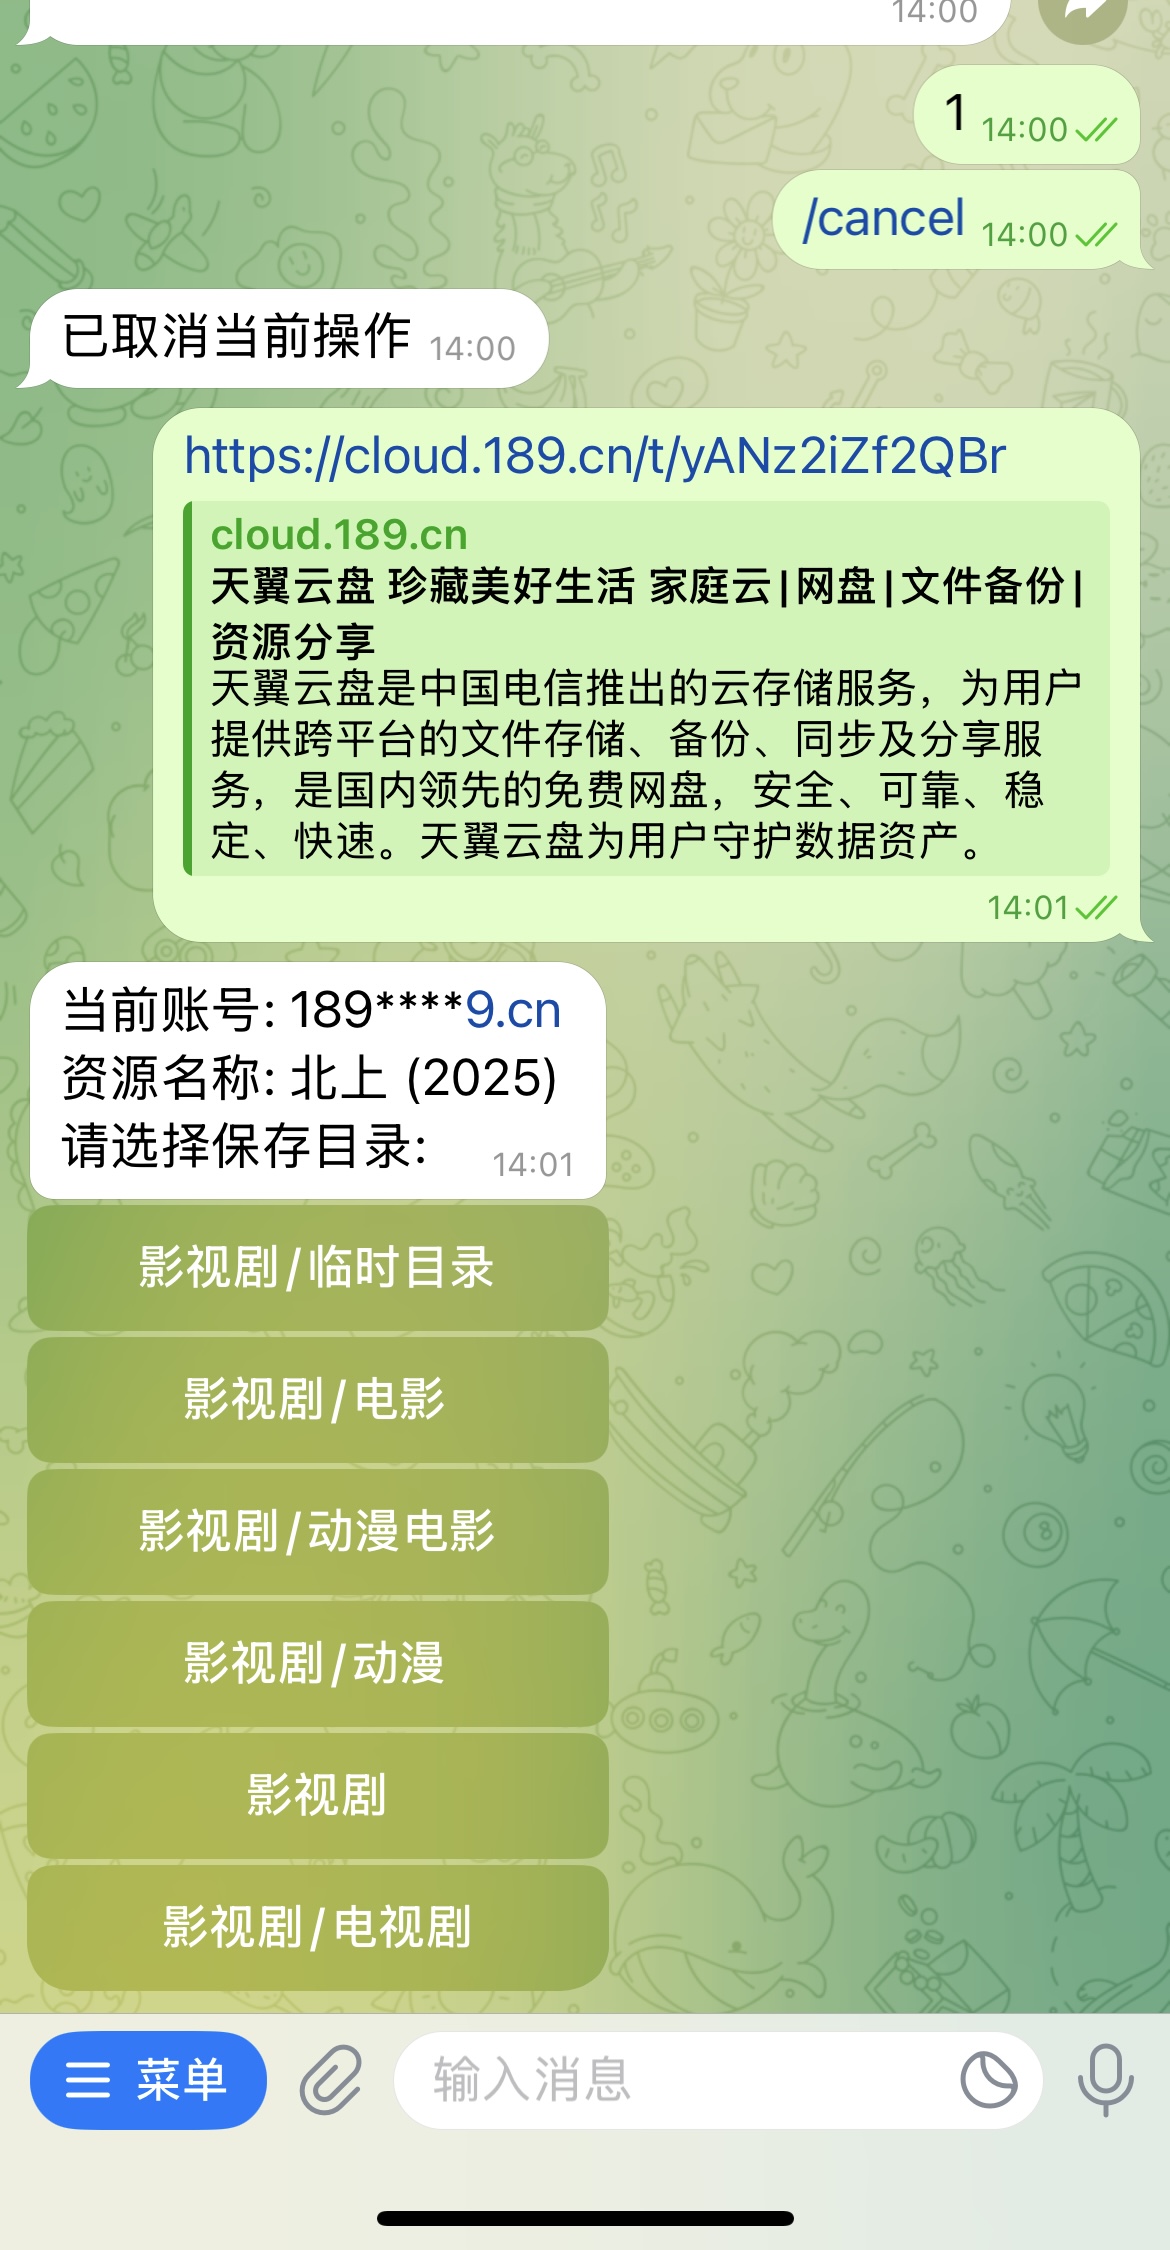 14:00
1 14:00
/cancel 14:00
已取消当前操作 14:00
https://cloud.189.cn/t/yANz2iZf2QBr
cloud.189.cn
天翼云盘 珍藏美好生活 家庭云|网盘|文件备份|
资源分享
天翼云盘是中国电信推出的云存储服务，为用户
提供跨平台的文件存储、备份、同步及分享服
务，是国内领先的免费网盘，安全、可靠、稳
定、快速。天翼云盘为用户守护数据资产。
14:01
当前账号: 189****9.cn
资源名称: 北上 (2025)
请选择保存目录: 14:01
影视剧/临时目录
影视剧/电影
影视剧/动漫电影
影视剧/动漫
影视剧
影视剧/电视剧
菜单 输入消息